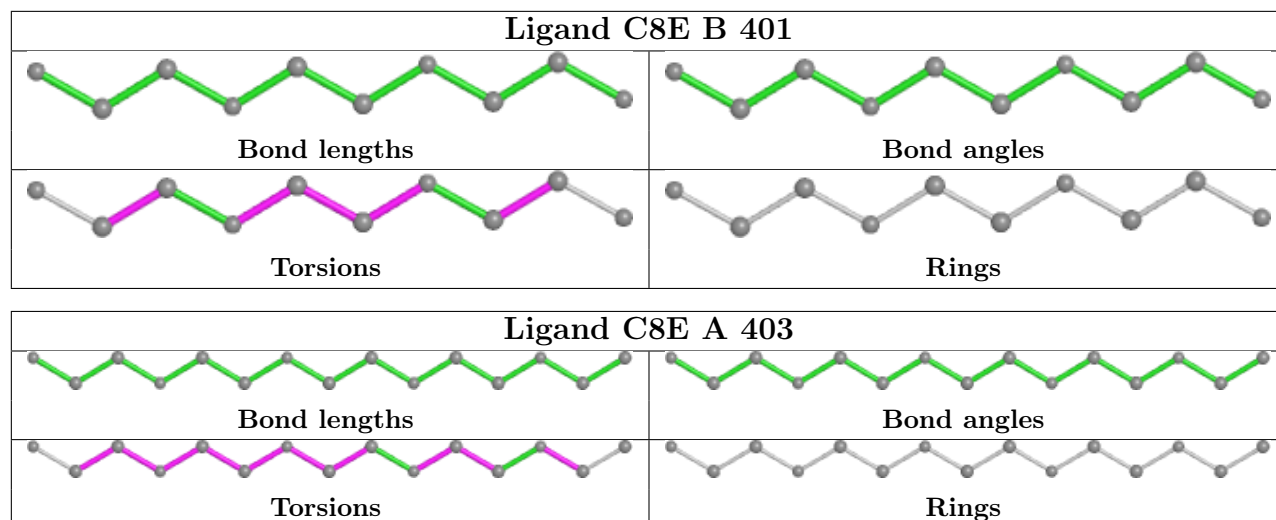 Ligand C8E B 401
Bond lengths
Bond angles
Torsions
Rings
Ligand C8E A 403
Bond lengths
Bond angles
Torsions
Rings